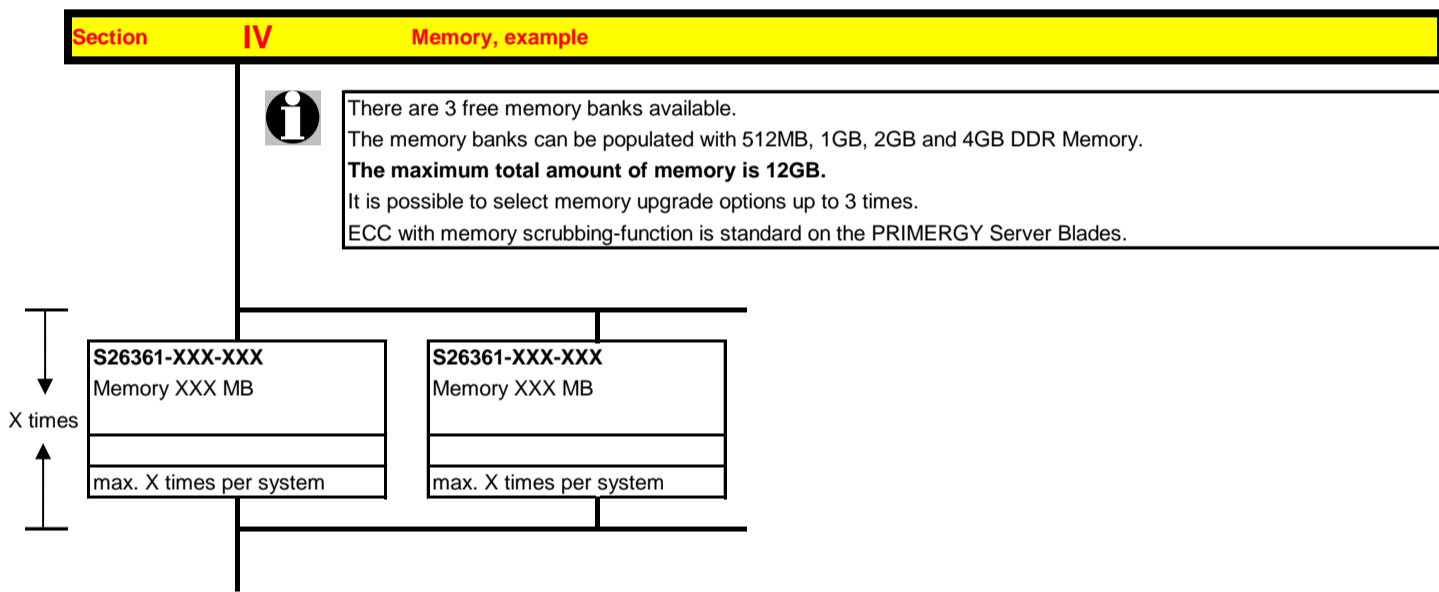 Section IV Memory, example
There are 3 free memory banks available.
The memory banks can be populated with 512MB, 1GB, 2GB and 4GB DDR Memory.
The maximum total amount of memory is 12GB.
It is possible to select memory upgrade options up to 3 times.
ECC with memory scrubbing-function is standard on the PRIMERGY Server Blades.
X times
S26361-XXX-XXX
Memory XXX MB
max. X times per system
S26361-XXX-XXX
Memory XXX MB
max. X times per system